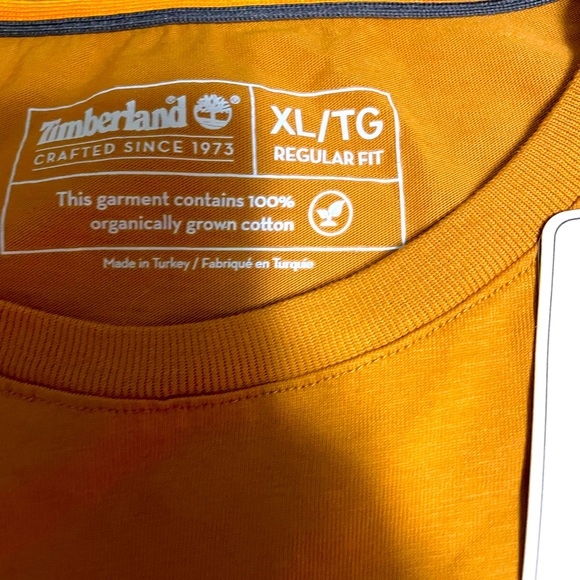 Timberland ®
CRAFTED SINCE 1973
XL/TG
REGULAR FIT
This garment contains 100%
organically grown cotton
Made in Turkey / Fabriqué en Turquie